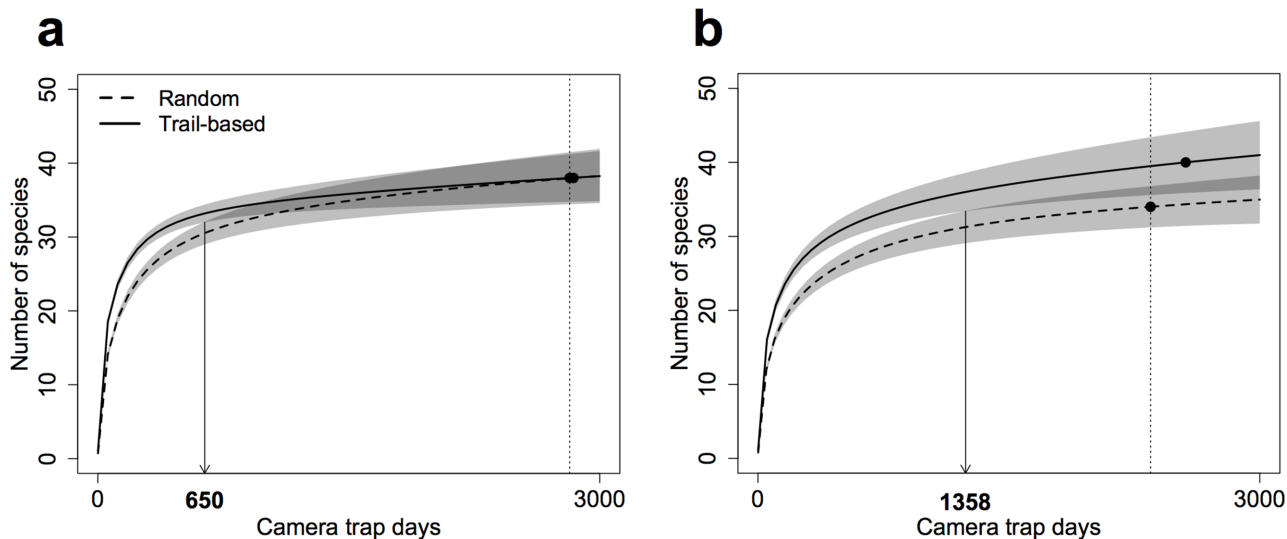 a
50
40
30
20
10
0
Number of species
Random
Trail-based
0
650
3000
Camera trap days
b
50
40
30
20
10
0
Number of species
0
1358
3000
Camera trap days